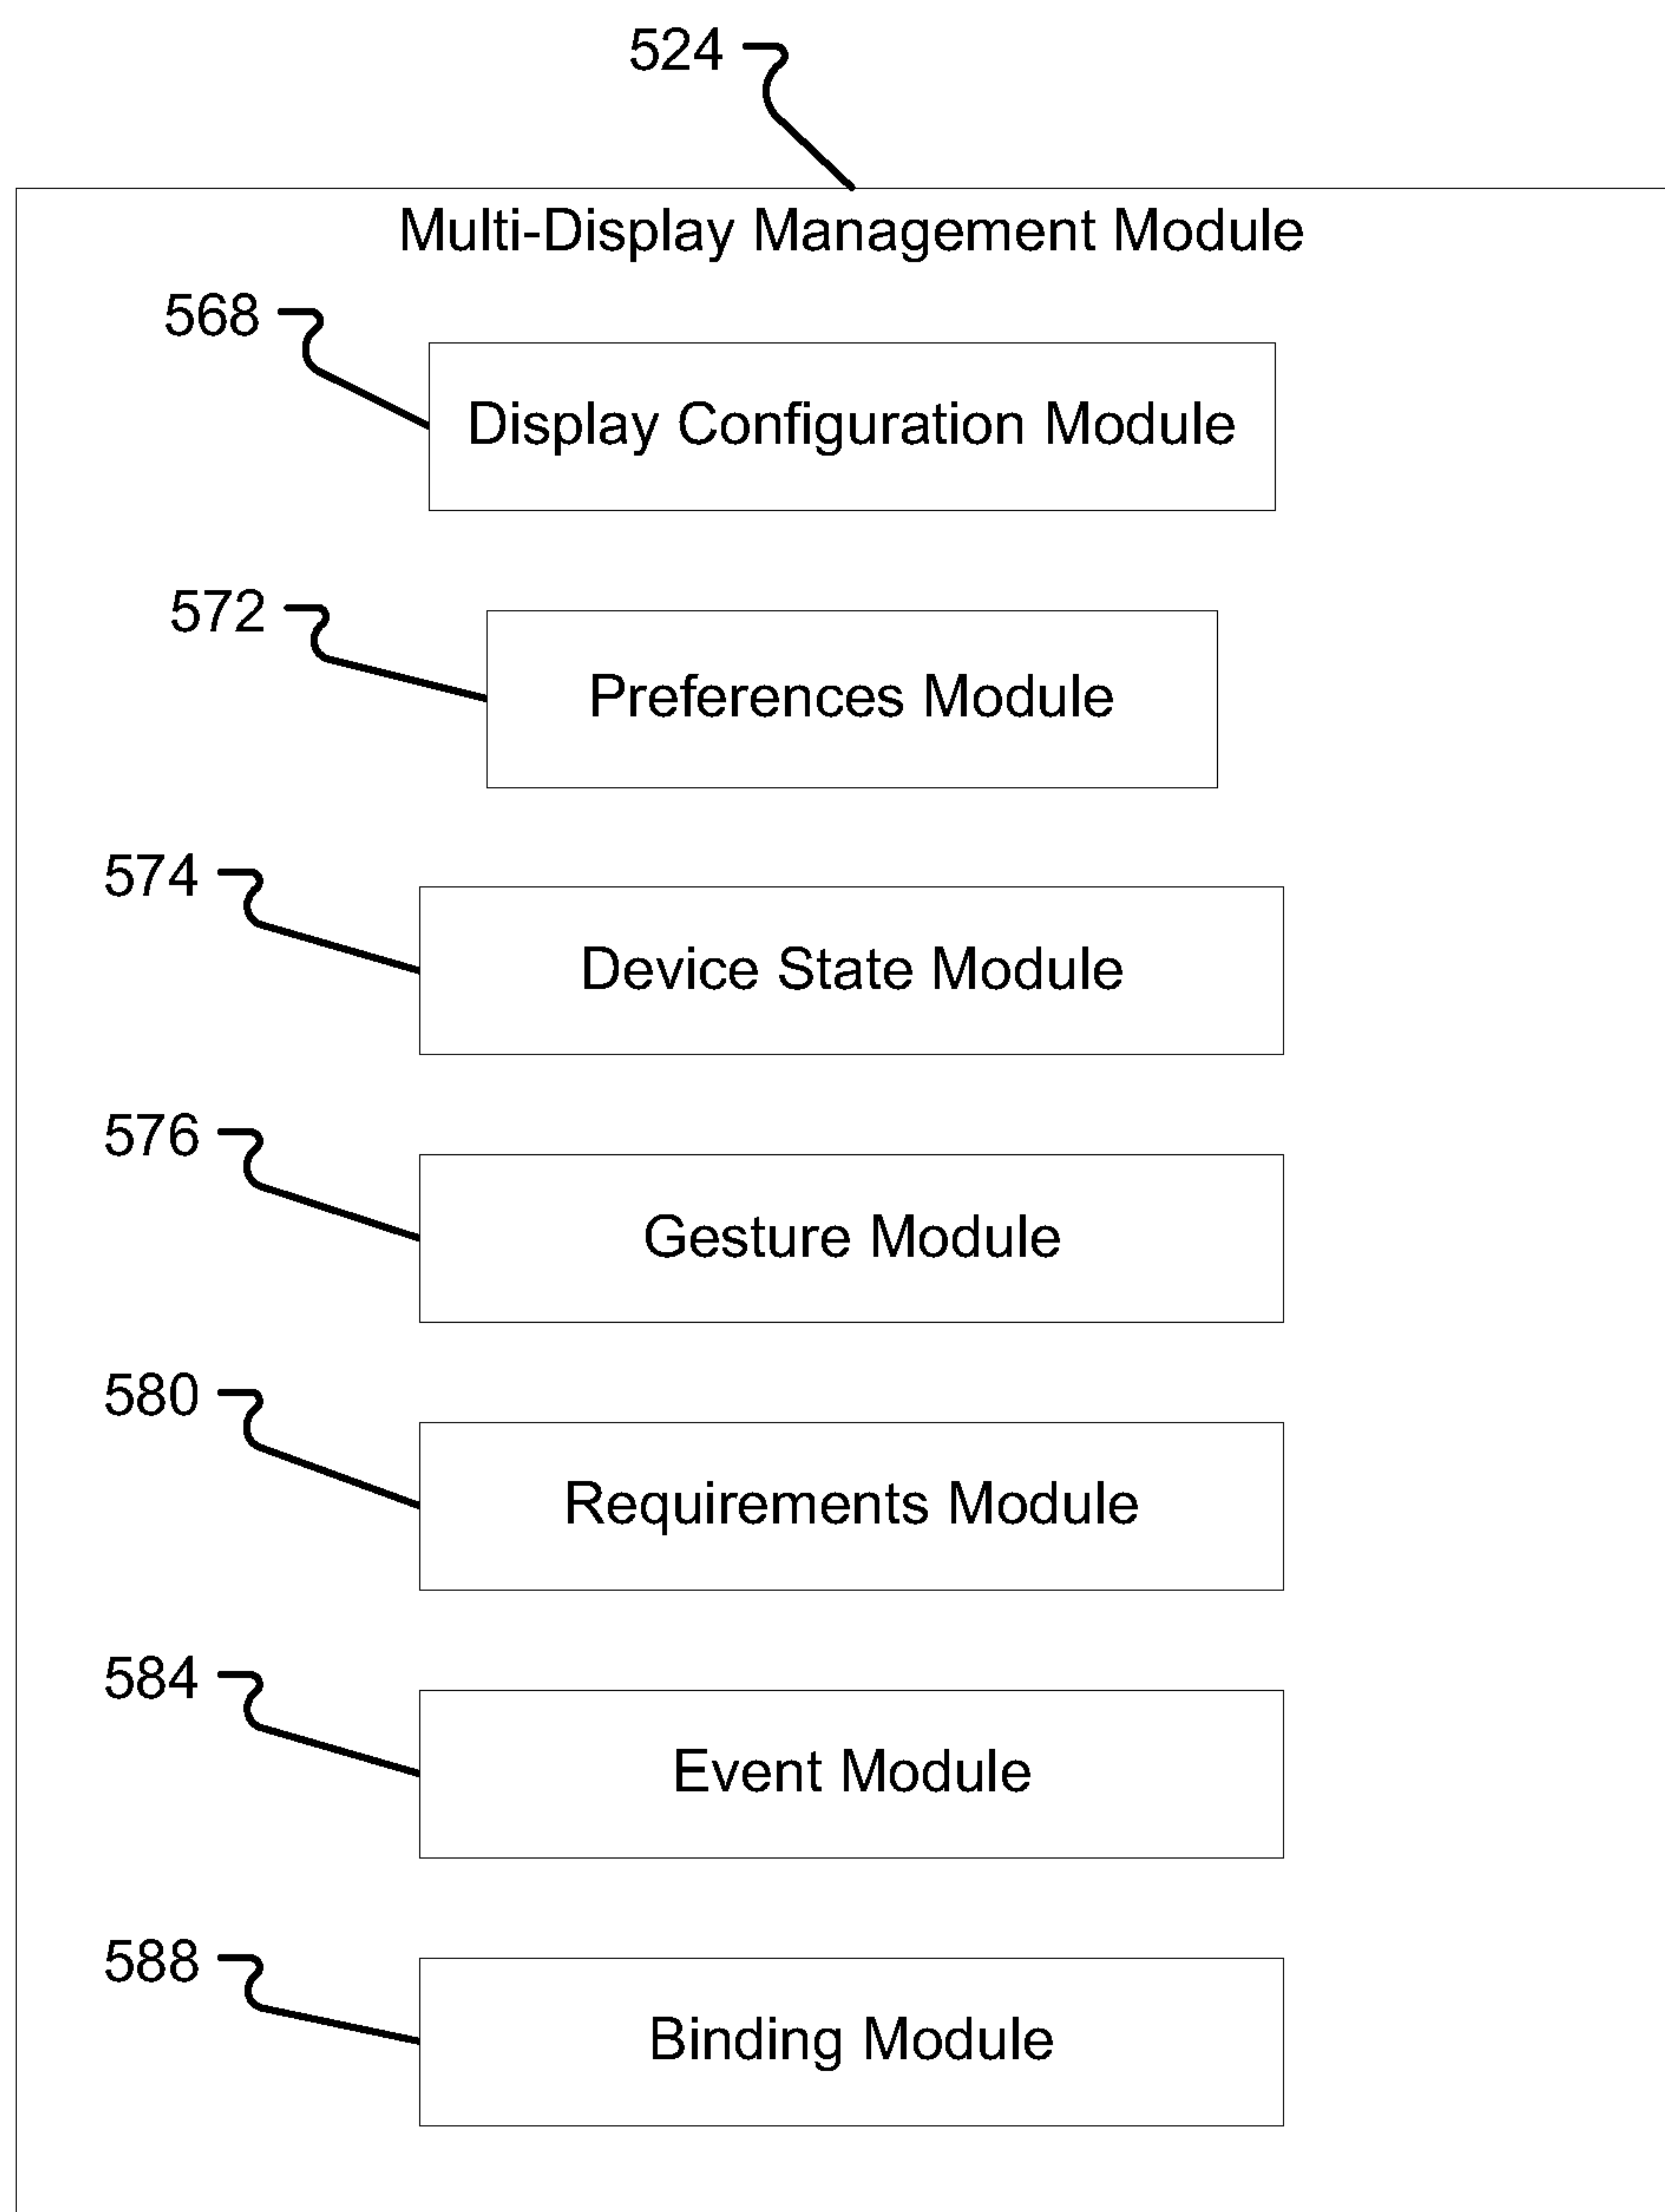 524
Multi-Display Management Module
568
Display Configuration Module
572
Preferences Module
574
Device State Module
576
Gesture Module
580
Requirements Module
584
Event Module
588
Binding Module